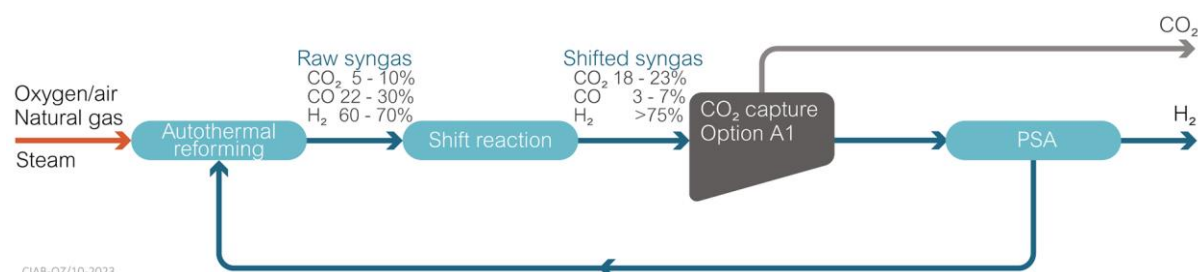 CO₂
Raw syngas
CO₂ 5 - 10%
CO 22 - 30%
H₂ 60 - 70%
Shifted syngas
CO₂ 18 - 23%
CO 3 - 7%
H₂ >75%
Oxygen/air
Natural gas
Steam
Autothermal
reforming
Shift reaction
CO₂ capture
Option A1
PSA
H₂